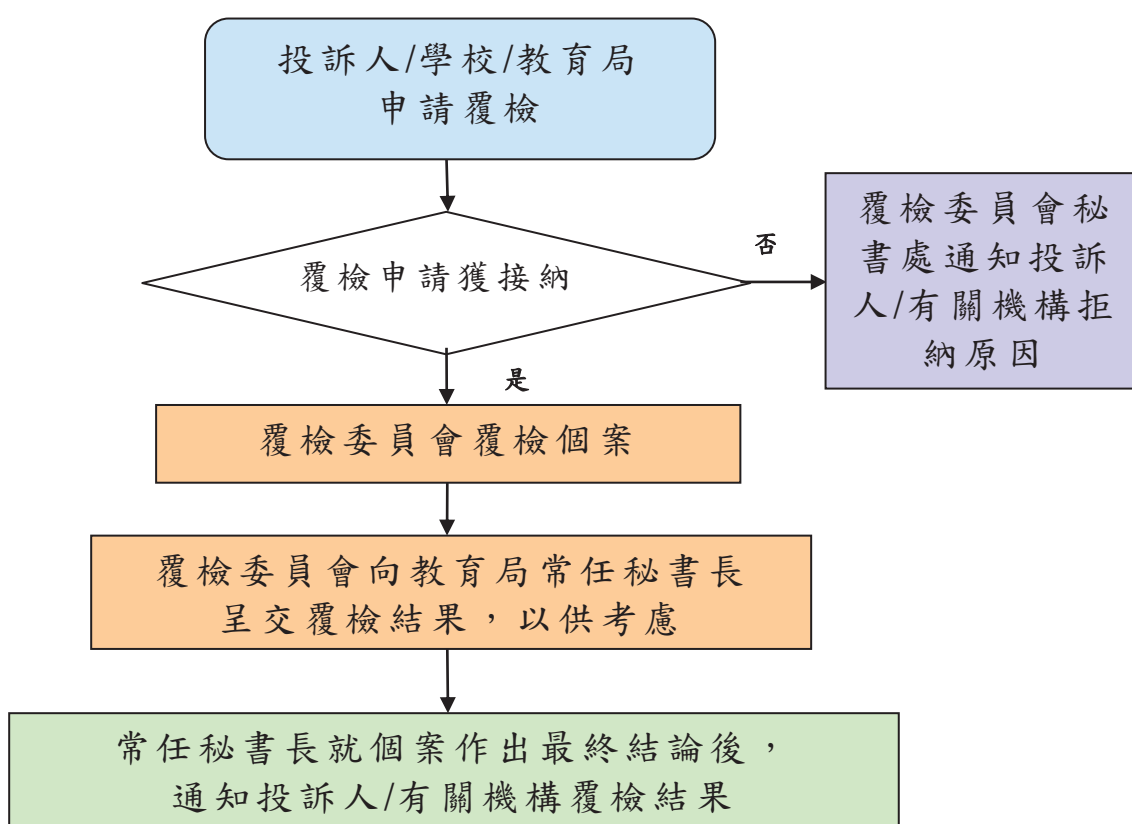 投訴人/學校/教育局
申請覆檢
覆檢申請獲接納
否
覆檢委員會秘
書處通知投訴
人/有關機構拒
納原因
是
覆檢委員會覆檢個案
覆檢委員會向教育局常任秘書長
呈交覆檢結果，以供考慮
常任秘書長就個案作出最終結論後，
通知投訴人/有關機構覆檢結果